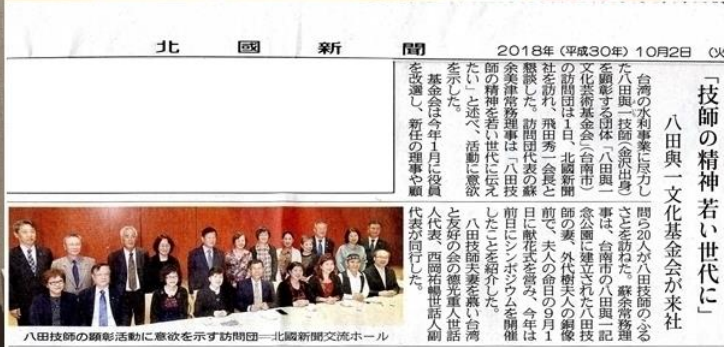 北國新聞
2018年(平成30年)10月2日 (火
「技師の精神 若い世代に」
八田與一文化基金会が来社
台湾の水利事業に尽力し
た八田與一技師(金沢出身)
を顕彰する団体「八田與一
文化芸術基金会」(台南市)
の訪問団は1日、北國新聞
社を訪れ、飛田秀一会長と
懇談した。訪問団代表の蘇
余美津常務理事は「八田技
師の精神を若い世代に伝え
たい」と述べ、活動に意欲
を示した。
基金会は今年1月に役員
を改選し、新任の理事や顧
問ら20人が八田技師のふる
さとを訪ねた。蘇余常務理
事は、台南市の八田與一記
念公園に建立された八田技
師の妻、外代樹夫人の銅像
前で、夫人の命日の9月1
日に献花式を営み、今年は
前日にシンポジウムを開催
したことを紹介した。
八田技師夫妻を慕い台湾
と友好の会の徳光重人世話
人代表、西岡祐暢世話人副
代表が同行した。
八田技師の顕彰活動に意欲を示す訪問団=北國新聞交流ホール